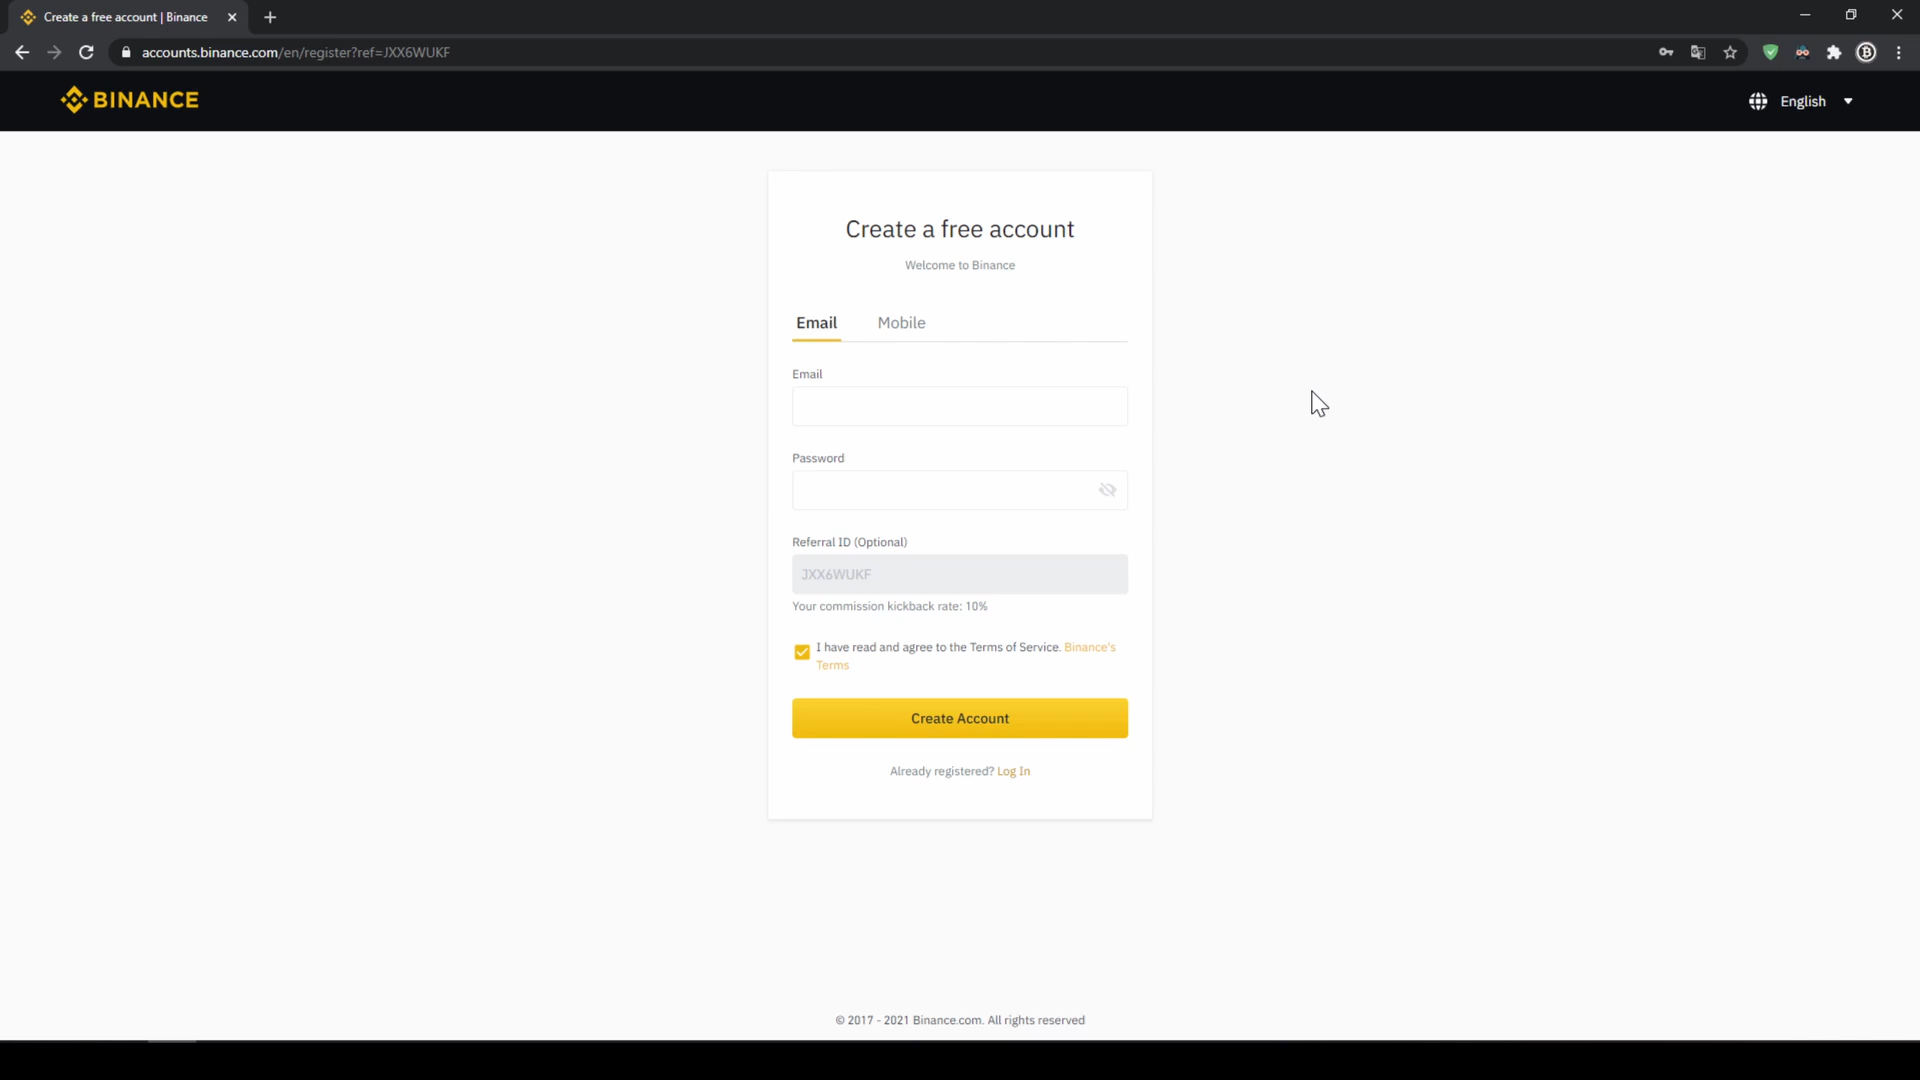 Create a free account | Binance
accounts.binance.com/en/register?ref=JXX6WUKF
BINANCE
English
Create a free account
Welcome to Binance
Email Mobile
Email
Password
Referral ID (Optional)
JXX6WUKF
Your commission kickback rate: 10%
I have read and agree to the Terms of Service. Binance's
Terms
Create Account
Already registered? Log In
© 2017 - 2021 Binance.com. All rights reserved